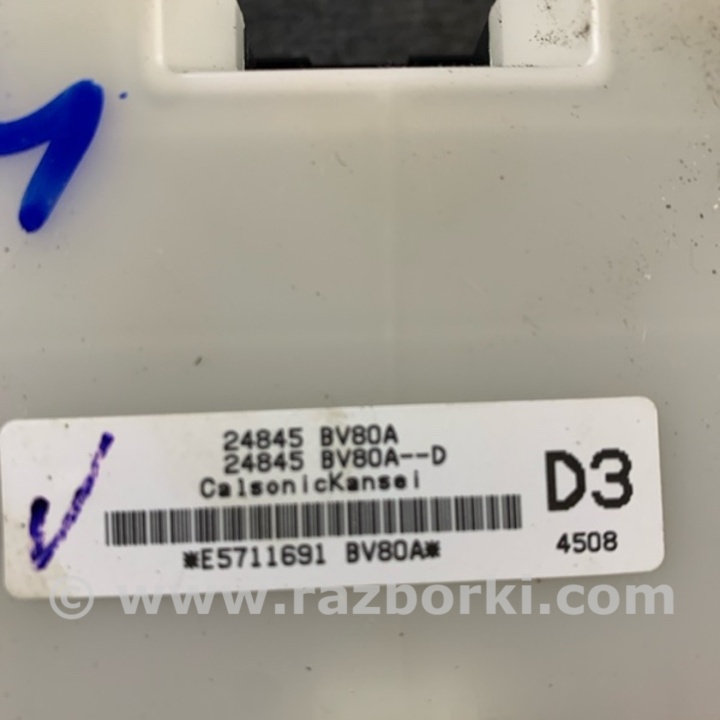 24845 BV80A
24845 BV80A--D
CalsonicKansei
D3
*E5711691 BV80A*
4508
© www.razborki.com